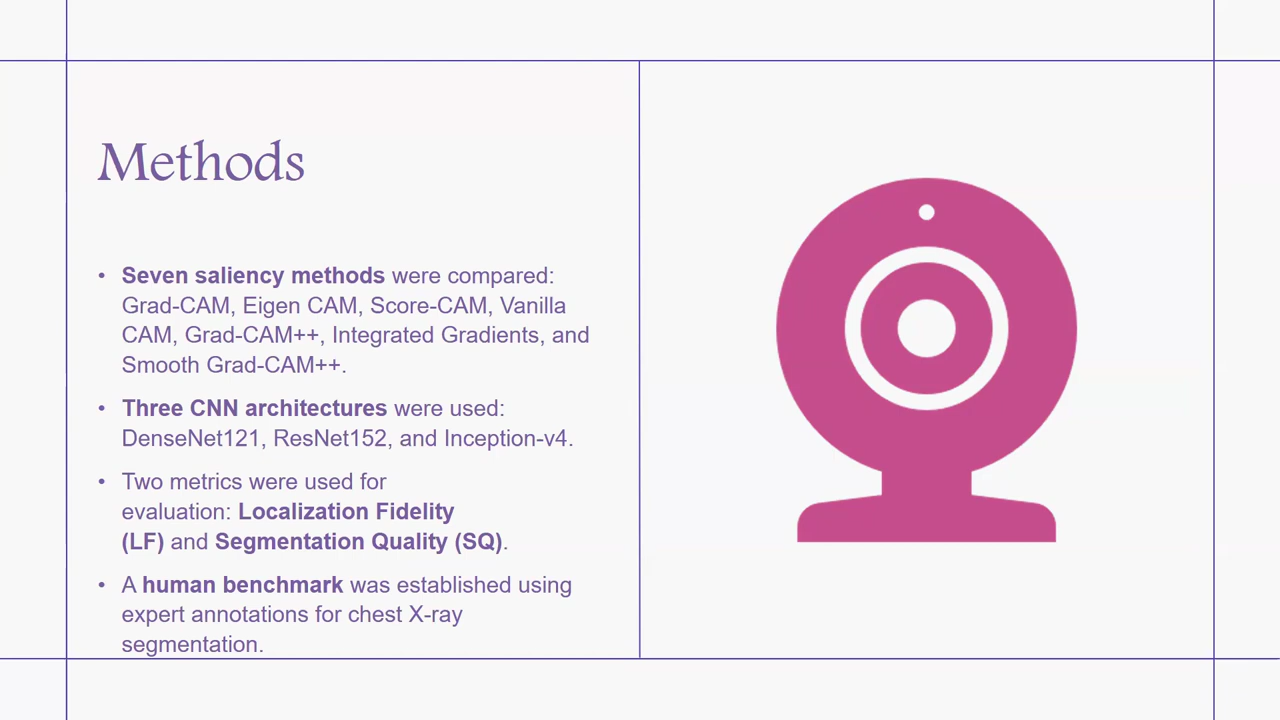 Methods
• Seven saliency methods were compared:
Grad-CAM, Eigen CAM, Score-CAM, Vanilla
CAM, Grad-CAM++, Integrated Gradients, and
Smooth Grad-CAM++.
• Three CNN architectures were used:
DenseNet121, ResNet152, and Inception-v4.
• Two metrics were used for
evaluation: Localization Fidelity
(LF) and Segmentation Quality (SQ).
• A human benchmark was established using
expert annotations for chest X-ray
segmentation.